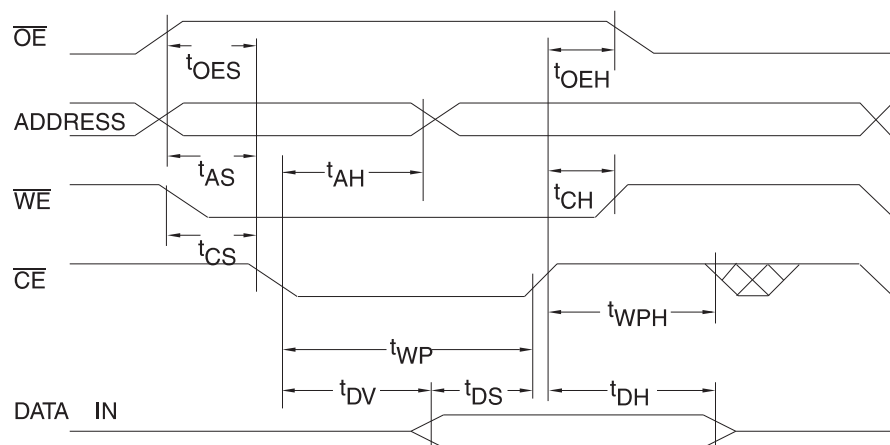 OE
tOES
tOEH
ADDRESS
tAS
tAH
WE
tCH
tCS
CE
tWPH
tWP
tDV
tDS
tDH
DATA IN